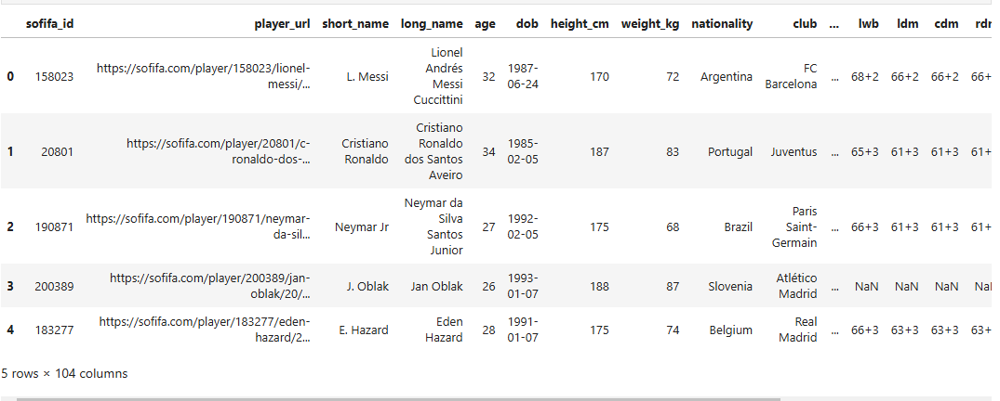 sofifa_id player_url short_name long_name age dob height_cm weight_kg nationality club ... lwb ldm cdm rdm
0 158023 https://sofifa.com/player/158023/lionel-messi/... L. Messi Lionel Andrés Messi Cuccittini 32 1987-06-24 170 72 Argentina FC Barcelona ... 68+2 66+2 66+2 66+
1 20801 https://sofifa.com/player/20801/c-ronaldo-dos-... Cristiano Ronaldo Cristiano Ronaldo dos Santos Aveiro 34 1985-02-05 187 83 Portugal Juventus ... 65+3 61+3 61+3 61+
2 190871 https://sofifa.com/player/190871/neymar-da-sil... Neymar Jr Neymar da Silva Santos Junior 27 1992-02-05 175 68 Brazil Paris Saint-Germain ... 66+3 61+3 61+3 61+
3 200389 https://sofifa.com/player/200389/jan-oblak/20/... J. Oblak Jan Oblak 26 1993-01-07 188 87 Slovenia Atlético Madrid ... NaN NaN NaN Na
4 183277 https://sofifa.com/player/183277/eden-hazard/2... E. Hazard Eden Hazard 28 1991-01-07 175 74 Belgium Real Madrid ... 66+3 63+3 63+3 63+
5 rows × 104 columns